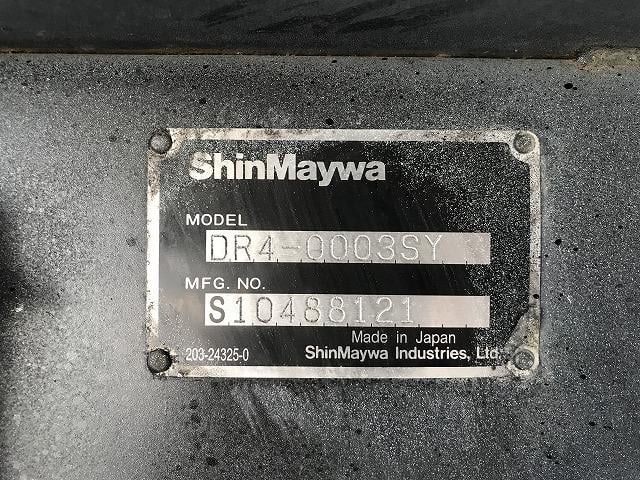 ShinMaywa
MODEL
DR4-0003SY
MFG. NO.
S10488121
Made in Japan
203-24325-0 ShinMaywa Industries, Ltd.